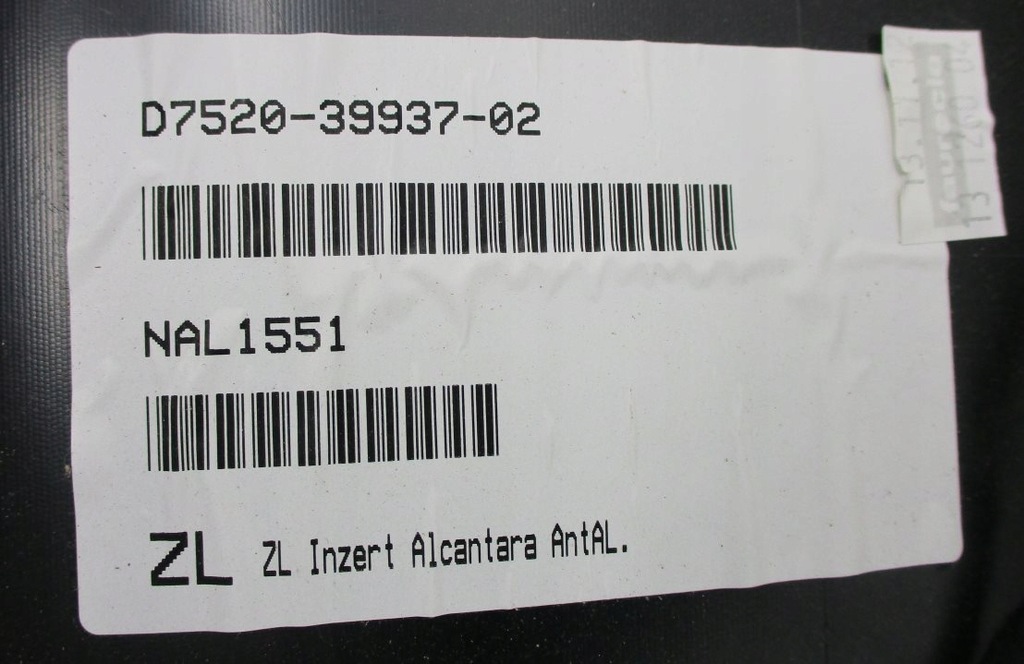 D7520-39937-02
NAL1551
ZL ZL Inzert Alcantara AntAL.